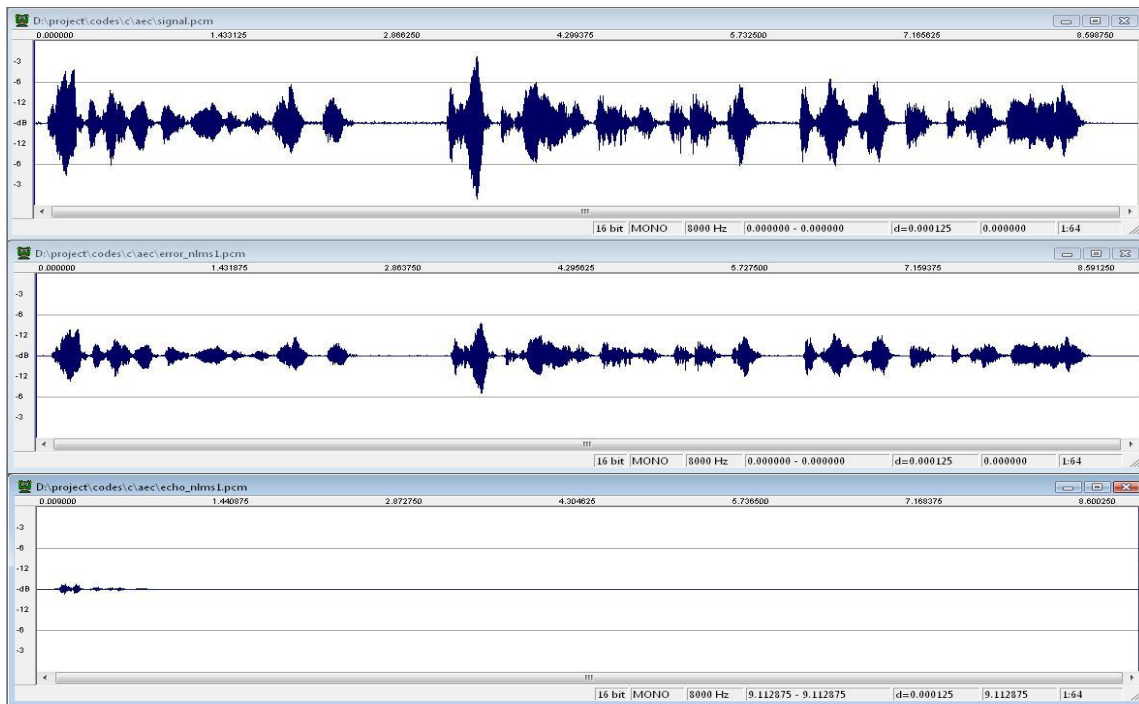 D:\project\codes\c\aec\signal.pcm
0.000000 1.433125 2.866250 4.299375 5.732500 7.165625 8.598750
-3
-6
-12
-dB
-12
-6
-3
16 bit MONO 8000 Hz 0.000000 - 0.000000 d=0.000125 0.000000 1:64
D:\project\codes\c\aec\error_nlms1.pcm
0.000000 1.431875 2.863750 4.295625 5.727500 7.159375 8.591250
-3
-6
-12
-dB
-12
-6
-3
16 bit MONO 8000 Hz 0.000000 - 0.000000 d=0.000125 0.000000 1:64
D:\project\codes\c\aec\echo_nlms1.pcm
0.009000 1.440875 2.872750 4.304625 5.736500 7.168375 8.600250
-3
-6
-12
-dB
-12
-6
-3
16 bit MONO 8000 Hz 9.112875 - 9.112875 d=0.000125 9.112875 1:64